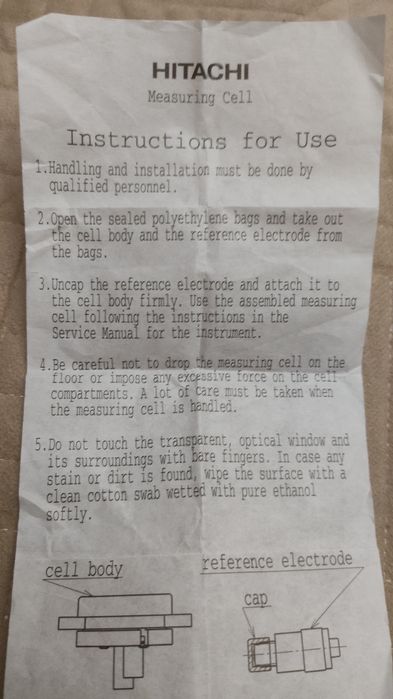 HITACHI
Measuring Cell
Instructions for Use
1.Handling and installation must be done by
qualified personnel.
2.Open the sealed polyethylene bags and take out
the cell body and the reference electrode from
the bags.
3.Uncap the reference electrode and attach it to
the cell body firmly. Use the assembled measuring
cell following the instructions in the
Service Manual for the instrument.
4.Be careful not to drop the measuring cell on the
floor or impose any excessive force on the cell
compartments. A lot of care must be taken when
the measuring cell is handled.
5.Do not touch the transparent, optical window and
its surroundings with bare fingers. In case any
stain or dirt is found, wipe the surface with a
clean cotton swab wetted with pure ethanol
softly.
cell body
reference electrode
cap